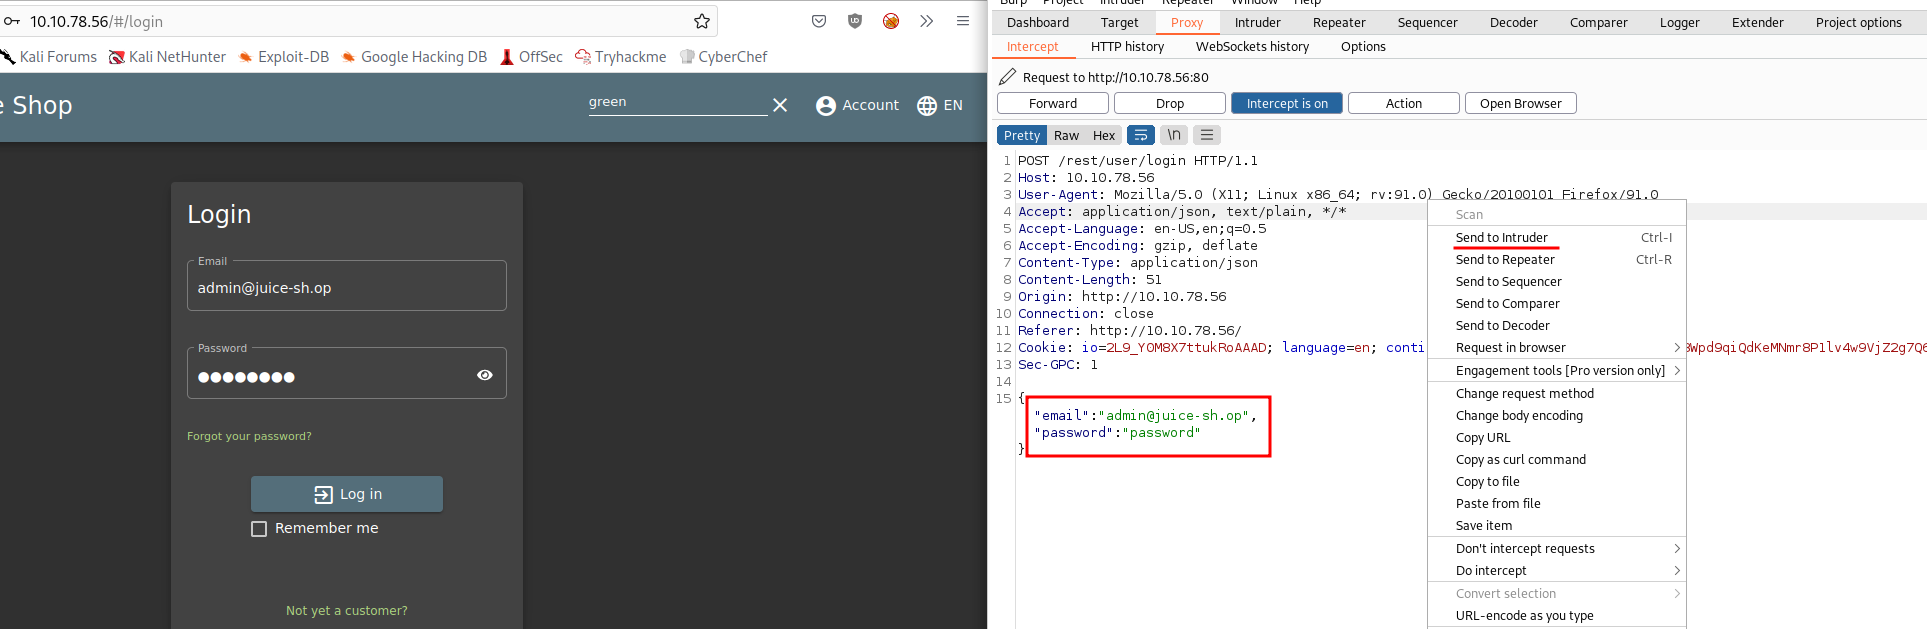 10.10.78.56/#/login
Kali Forums Kali NetHunter Exploit-DB Google Hacking DB OffSec Tryhackme CyberChef
e Shop
green
Account
EN
Login
Email
admin@juice-sh.op
Password
Forgot your password?
Log in
Remember me
Not yet a customer?
Burp Project Intruder Repeater Window Help
Dashboard Target Proxy Intruder Repeater Sequencer Decoder Comparer Logger Extender Project options
Intercept HTTP history WebSockets history Options
Request to http://10.10.78.56:80
Forward Drop Intercept is on Action Open Browser
Pretty Raw Hex \n
1 POST /rest/user/login HTTP/1.1
2 Host: 10.10.78.56
3 User-Agent: Mozilla/5.0 (X11; Linux x86_64; rv:91.0) Gecko/20100101 Firefox/91.0
4 Accept: application/json, text/plain, */*
5 Accept-Language: en-US,en;q=0.5
6 Accept-Encoding: gzip, deflate
7 Content-Type: application/json
8 Content-Length: 51
9 Origin: http://10.10.78.56
10 Connection: close
11 Referer: http://10.10.78.56/
12 Cookie: io=2L9_Y0M8X7ttukRoAAAD; language=en; conti
13 Sec-GPC: 1
14
15 {
"email":"admin@juice-sh.op",
"password":"password"
}
Scan
Send to Intruder Ctrl-I
Send to Repeater Ctrl-R
Send to Sequencer
Send to Comparer
Send to Decoder
Request in browser
Engagement tools [Pro version only]
Change request method
Change body encoding
Copy URL
Copy as curl command
Copy to file
Paste from file
Save item
Don't intercept requests
Do intercept
Convert selection
URL-encode as you type